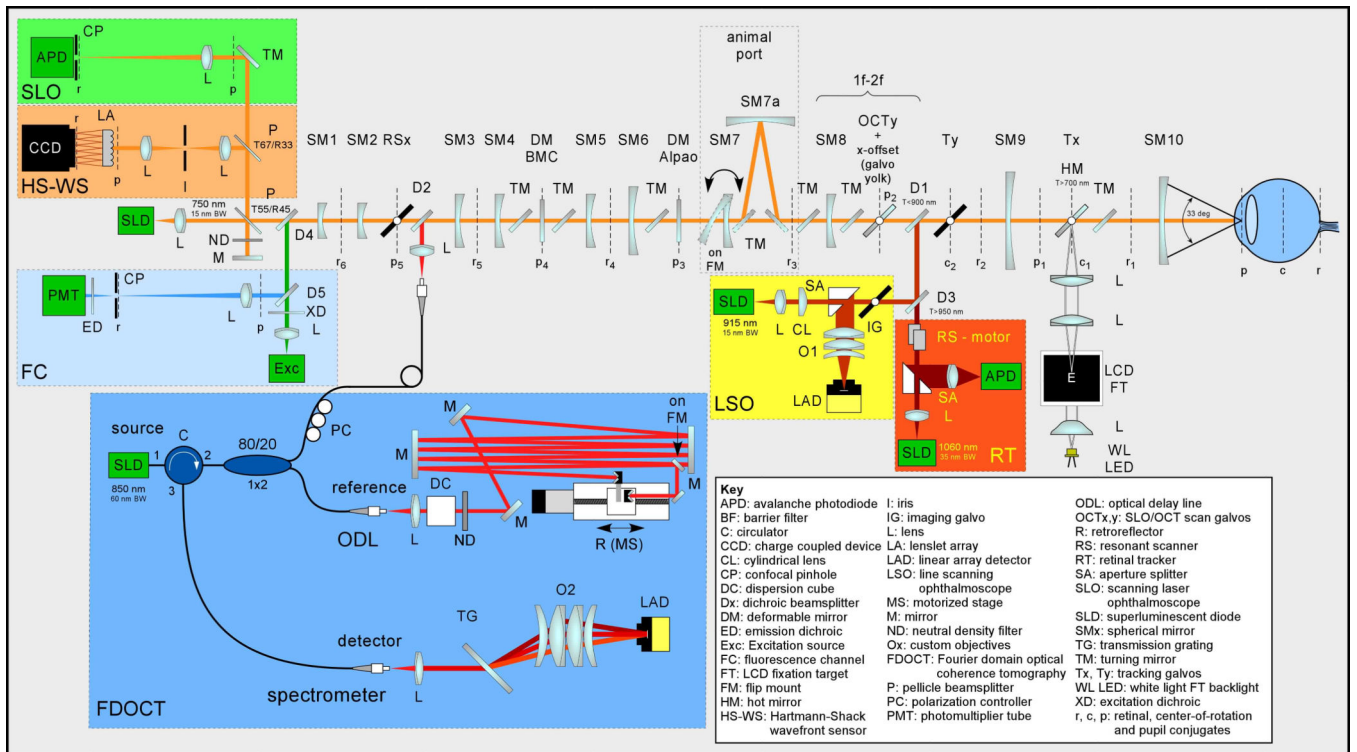 CP
APD
TM
L
r
p
SLO
LA
CCD
r
p
L
I
L
P
T67/R33
HS-WS
750 nm
15 nm BW
SLD
L
P
T55/R45
ND
M
D4
CP
PMT
ED
r
L
p
D5
XD
L
Exc
FC
SM1
SM2
RSx
D2
L
r6
p5
SM3
SM4
DM
BMC
SM5
SM6
DM
Alpao
TM
TM
TM
r5
p4
r4
p3
animal
port
SM7a
SM7
TM
on
FM
r3
1f-2f
SM8
TM
TM
OCTy
+
x-offset
(galvo
yolk)
p2
D1
T<900 nm
Ty
c2
r2
SM9
p1
Tx
HM
T>700 nm
c1
TM
r1
SM10
33 deg
p
c
r
SLD
915 nm
15 nm BW
L
CL
SA
IG
O1
LAD
LSO
D3
T>950 nm
RS - motor
APD
SA
L
SLD
1060 nm
35 nm BW
RT
L
L
E
LCD
FT
L
WL
LED
source
SLD
850 nm
60 nm BW
1
C
2
3
80/20
1x2
PC
reference
ODL
L
DC
ND
M
M
M
M
on
FM
M
R (MS)
detector
spectrometer
L
TG
O2
LAD
FDOCT
Key
APD: avalanche photodiode
BF: barrier filter
C: circulator
CCD: charge coupled device
CL: cylindrical lens
CP: confocal pinhole
DC: dispersion cube
Dx: dichroic beamsplitter
DM: deformable mirror
ED: emission dichroic
Exc: Excitation source
FC: fluorescence channel
FT: LCD fixation target
FM: flip mount
HM: hot mirror
HS-WS: Hartmann-Shack
wavefront sensor
I: iris
IG: imaging galvo
L: lens
LA: lenslet array
LAD: linear array detector
LSO: line scanning
ophthalmoscope
MS: motorized stage
M: mirror
ND: neutral density filter
Ox: custom objectives
FDOCT: Fourier domain optical
coherence tomography
P: pellicle beamsplitter
PC: polarization controller
PMT: photomultiplier tube
ODL: optical delay line
OCTx,y: SLO/OCT scan galvos
R: retroreflector
RS: resonant scanner
RT: retinal tracker
SA: aperture splitter
SLO: scanning laser
ophthalmoscope
SLD: superluminescent diode
SMx: spherical mirror
TG: transmission grating
TM: turning mirror
Tx, Ty: tracking galvos
WL LED: white light FT backlight
XD: excitation dichroic
r, c, p: retinal, center-of-rotation
and pupil conjugates